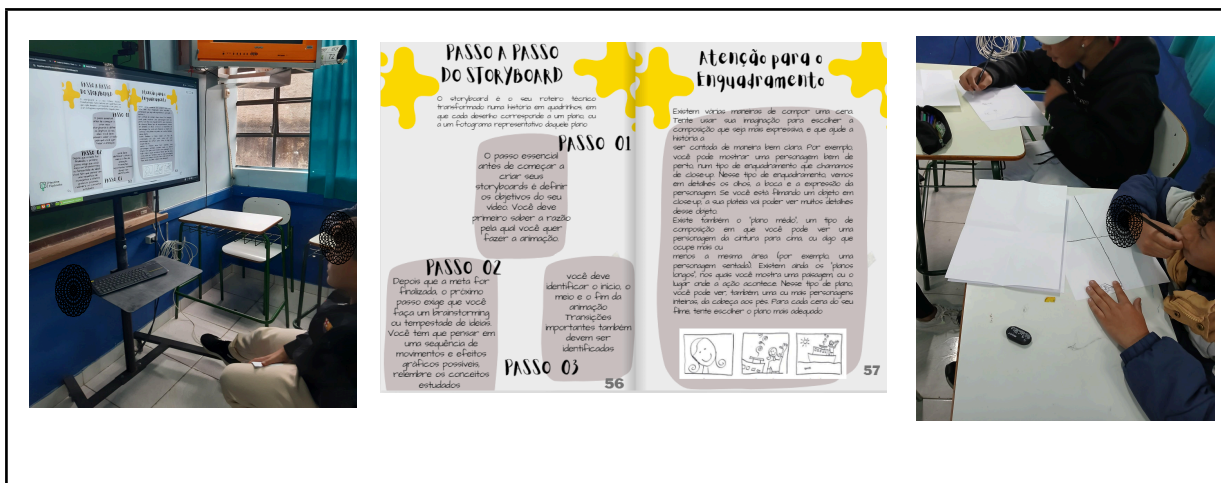 PASSO A PASSO
DO STORYBOARD
O storyboard é o seu roteiro técnico
transformado numa história em quadrinhos, em
que cada desenho corresponde a um plano, ou
a um fotograma representativo daquele plano
PASSO 01
O passo essencial
antes de começar a
criar seus
storyboards é definir
os objetivos do seu
vídeo. Você deve
primeiro saber a razão
pela qual você quer
fazer a animação.
PASSO 02
Depois que a meta for
finalizada, o próximo
passo exige que você
faça um brainstorming
ou tempestade de ideias.
Você tem que pensar em
uma sequência de
movimentos e efeitos
gráficos possíveis,
relembre os conceitos
estudados
você deve
identificar o início, o
meio e o fim da
animação
Transições
importantes também
devem ser
identificadas
PASSO 03
56
Atenção para o
Enquadramento
Existem várias maneiras de compor uma cena.
Tente usar sua imaginação para escolher a
composição que seja mais expressiva, e que ajude a
história a
ser contada de maneira bem clara. Por exemplo,
você pode mostrar uma personagem bem de
perto, num tipo de enquadramento que chamamos
de close-up. Nesse tipo de enquadramento, vemos
em detalhes os olhos, a boca e a expressão da
personagem. Se você está filmando um objeto em
close-up, a sua plateia vai poder ver muitos detalhes
desse objeto.
Existe também o "plano médio", um tipo de
composição em que você pode ver uma
personagem da cintura para cima, ou algo que
ocupe mais ou
menos a mesma área (por exemplo, uma
personagem sentada). Existem ainda os "planos
longos", nos quais você mostra uma paisagem, ou o
lugar onde a ação acontece. Nesse tipo de plano,
você pode ver, também, uma ou mais personagens
inteiras, da cabeça aos pés. Para cada cena do seu
filme, tente escolher o plano mais adequado
57